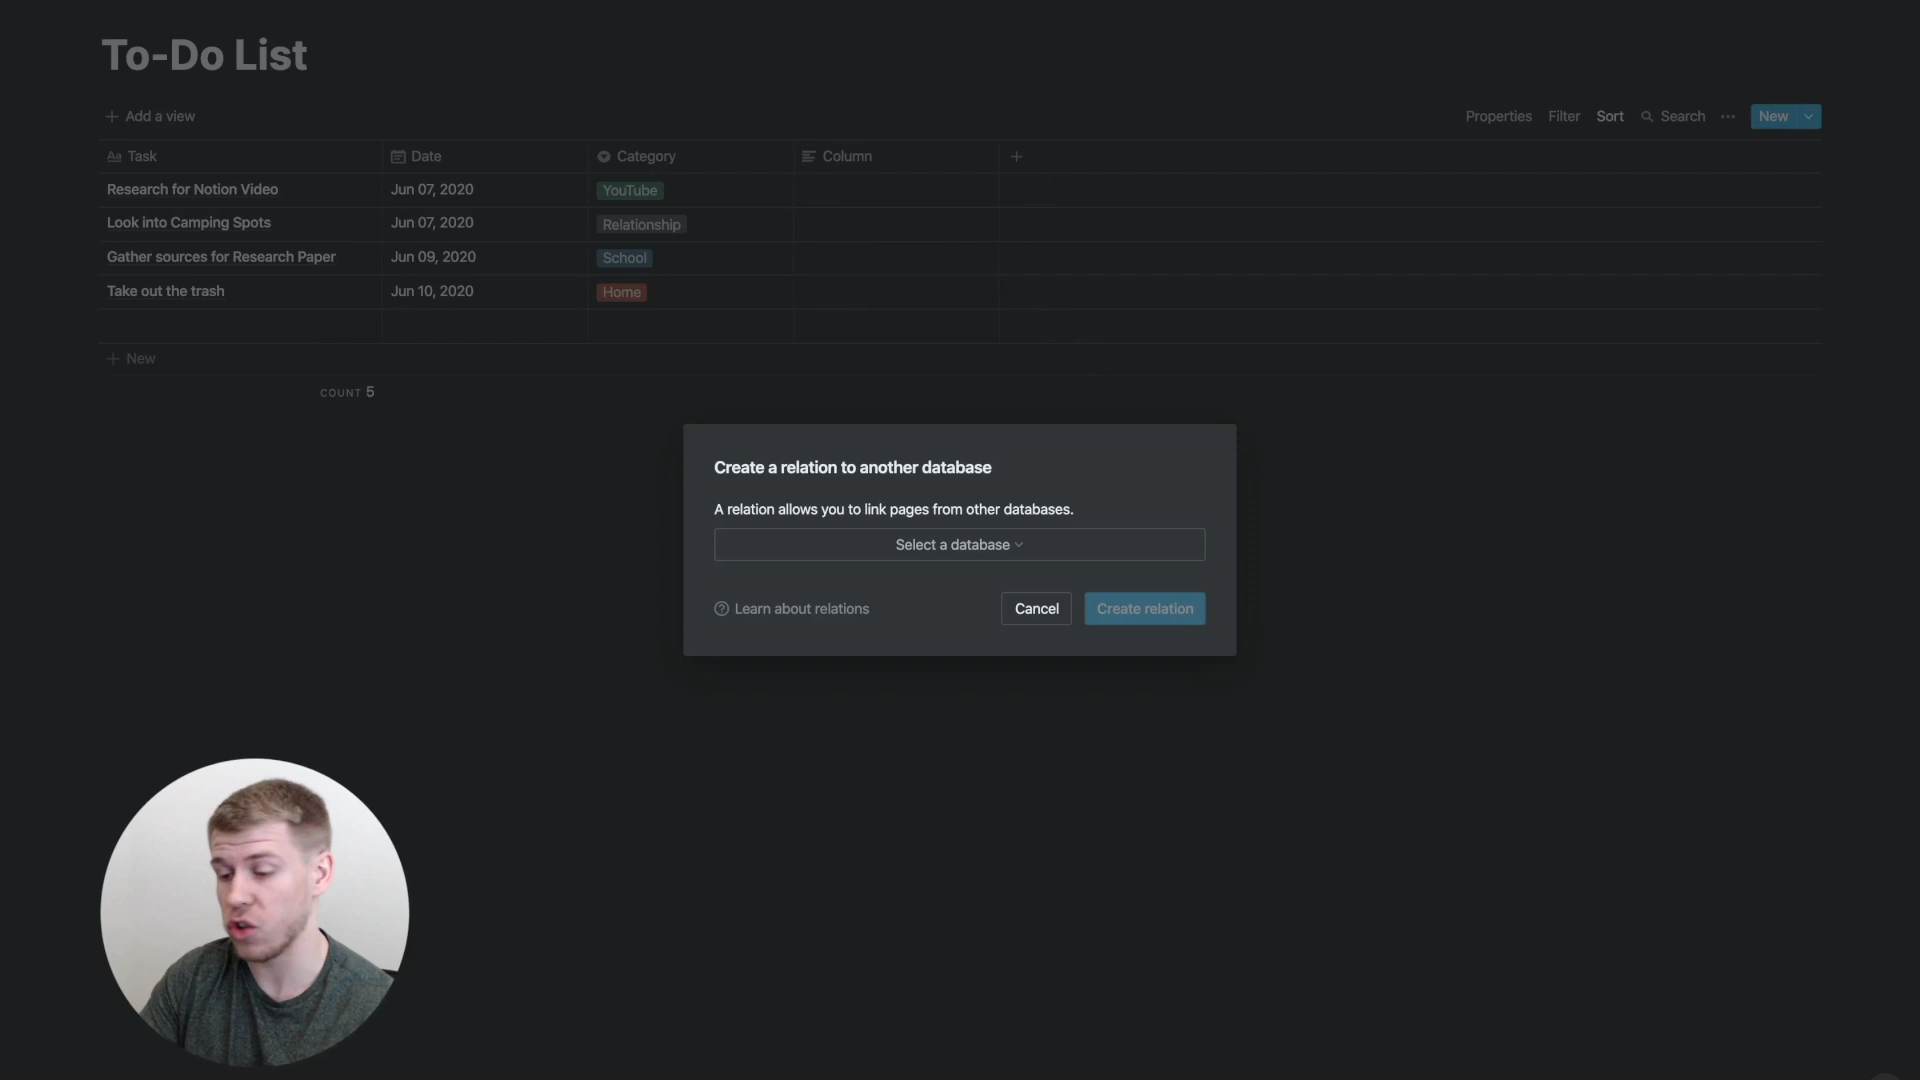 To-Do List
Add a view
Properties Filter Sort Search New
Aa Task Date Category Column
Research for Notion Video Jun 07, 2020 YouTube
Look into Camping Spots Jun 07, 2020 Relationship
Gather sources for Research Paper Jun 09, 2020 School
Take out the trash Jun 10, 2020 Home
New
COUNT 5
Create a relation to another database
A relation allows you to link pages from other databases.
Select a database
Learn about relations Cancel Create relation